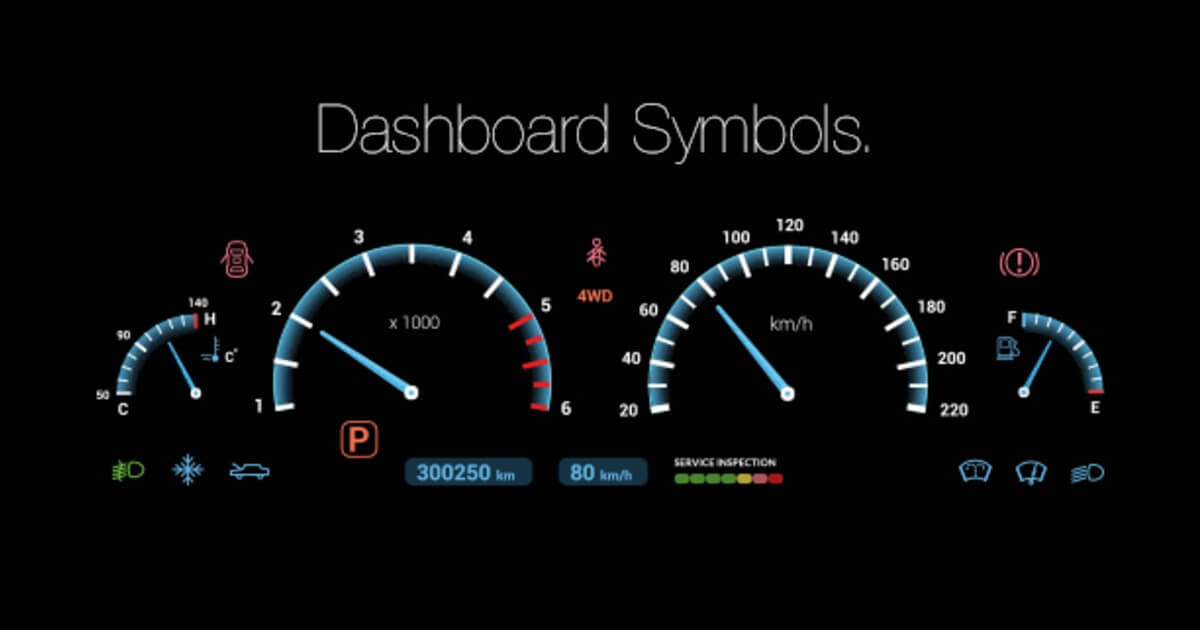 Dashboard Symbols.
140
H
90
C°
50
C
3
4
2
5
x 1000
1
6
P
4WD
120
100
140
80
160
60
180
km/h
40
200
20
220
F
E
300250 km
80 km/h
SERVICE INSPECTION